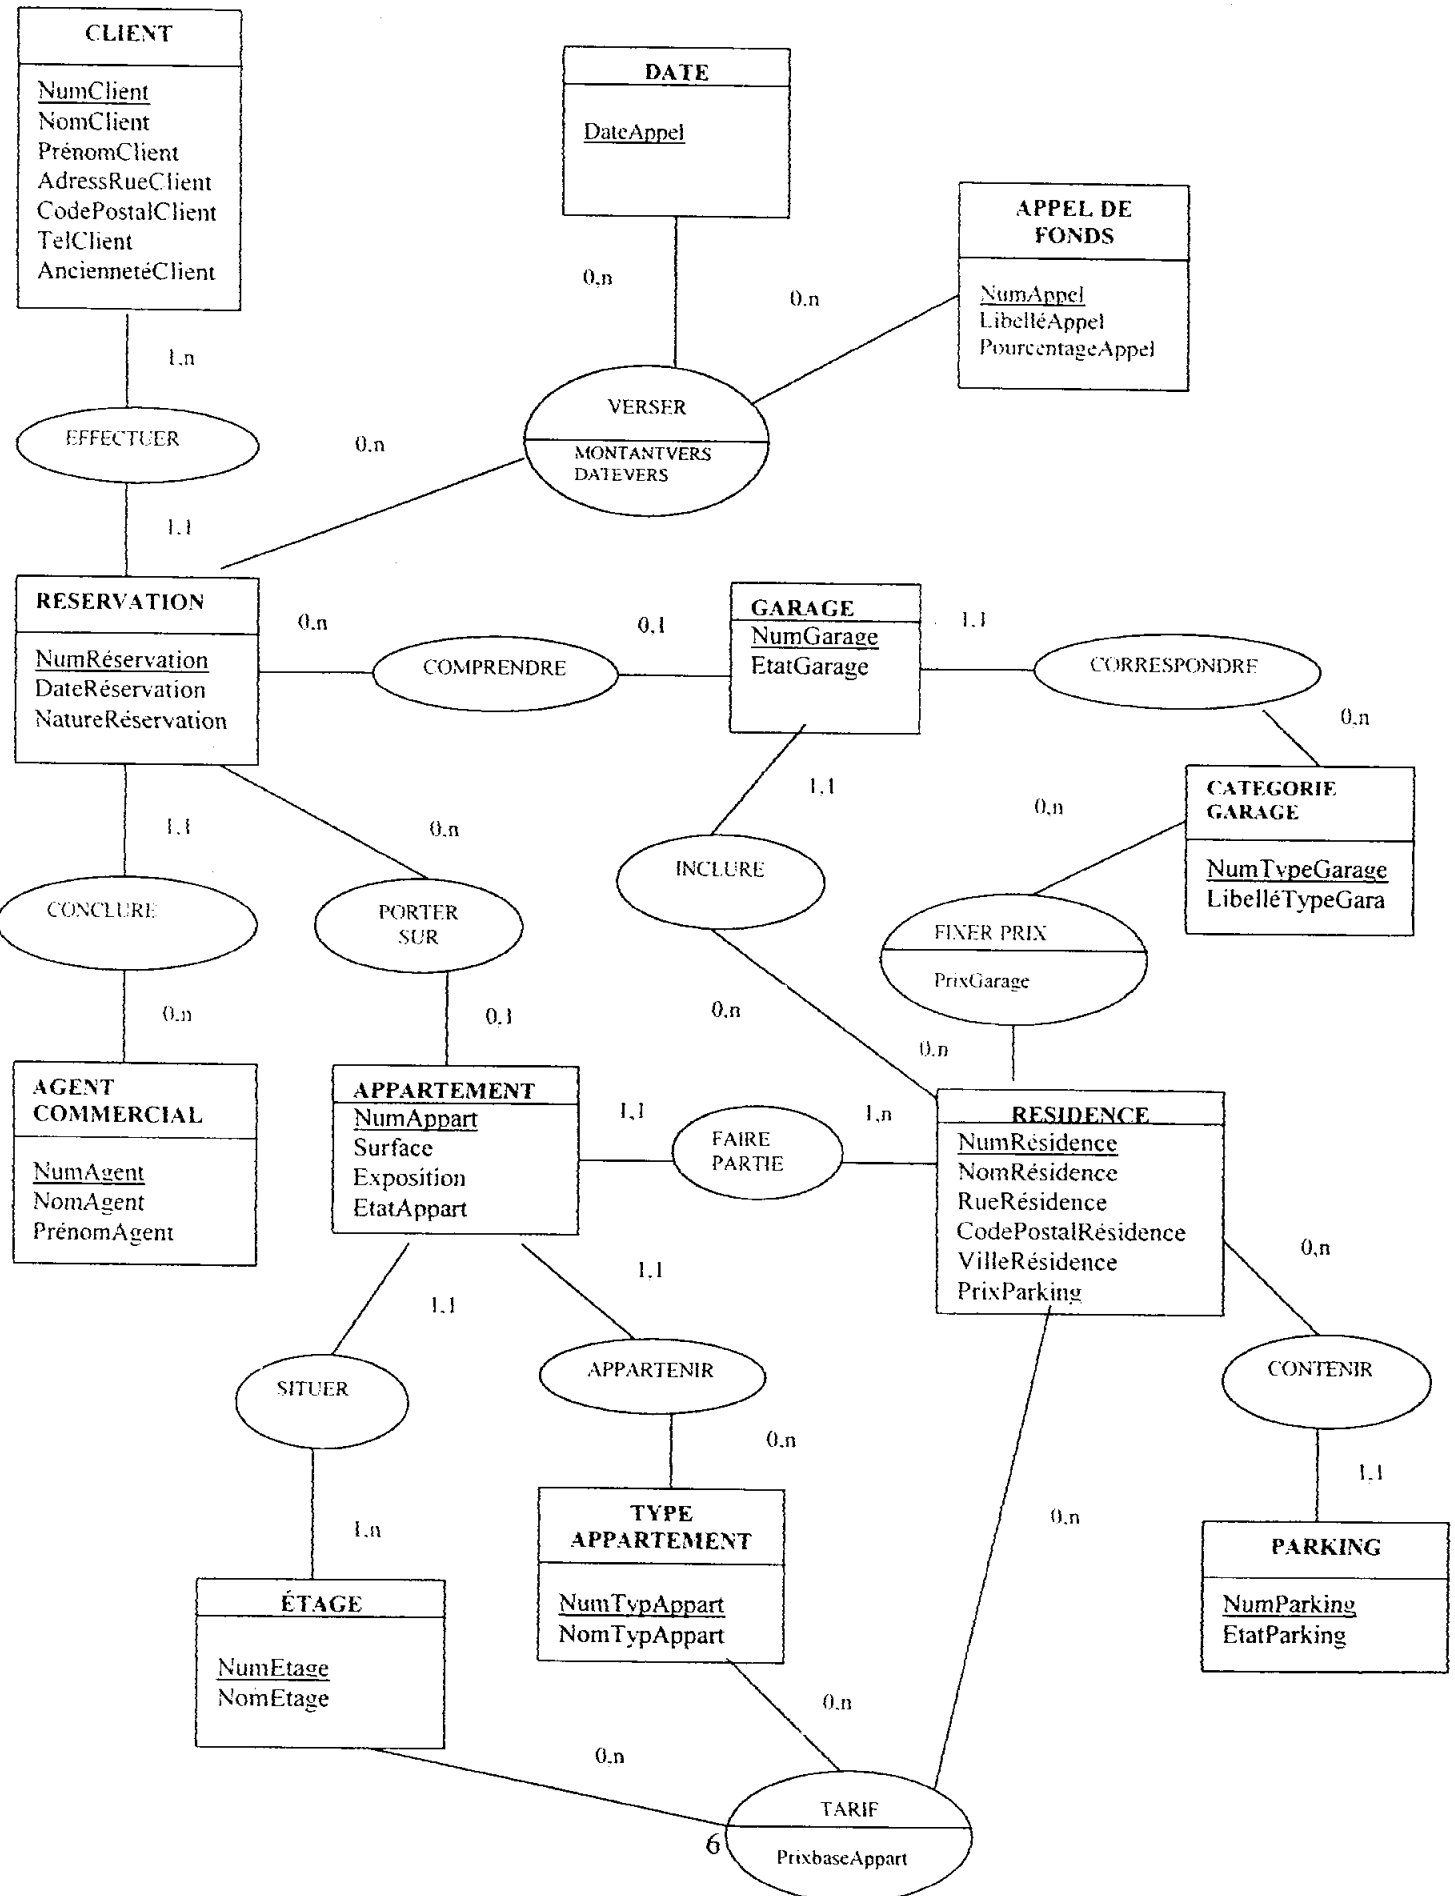 CLIENT
NumClient
NomClient
PrénomClient
AdressRueClient
CodePostalClient
TelClient
AnciennetéClient
DATE
DateAppel
APPEL DE
FONDS
NumAppel
LibelléAppel
PourcentageAppel
1,n
0,n
0,n
EFFECTUER
0,n
VERSER
MONTANTVERS
DATEVERS
1,1
RESERVATION
NumRéservation
DateRéservation
NatureRéservation
0,n
COMPRENDRE
0,1
GARAGE
NumGarage
EtatGarage
1,1
CORRESPONDRE
0,n
1,1
CATEGORIE
GARAGE
NumTypeGarage
LibelléTypeGara
0,n
1,1
0,n
INCLURE
CONCLURE
PORTER
SUR
FIXER PRIX
PrixGarage
0,n
0,1
0,n
0,n
AGENT
COMMERCIAL
NumAgent
NomAgent
PrénomAgent
APPARTEMENT
NumAppart
Surface
Exposition
EtatAppart
1,1
FAIRE
PARTIE
1,n
RESIDENCE
NumRésidence
NomRésidence
RueRésidence
CodePostalRésidence
VilleRésidence
PrixParking
0,n
1,1
1,1
SITUER
APPARTENIR
CONTENIR
0,n
1,1
1,n
0,n
TYPE
APPARTEMENT
NumTypAppart
NomTypAppart
PARKING
NumParking
EtatParking
ÉTAGE
NumEtage
NomEtage
0,n
0,n
TARIF
PrixbaseAppart
6